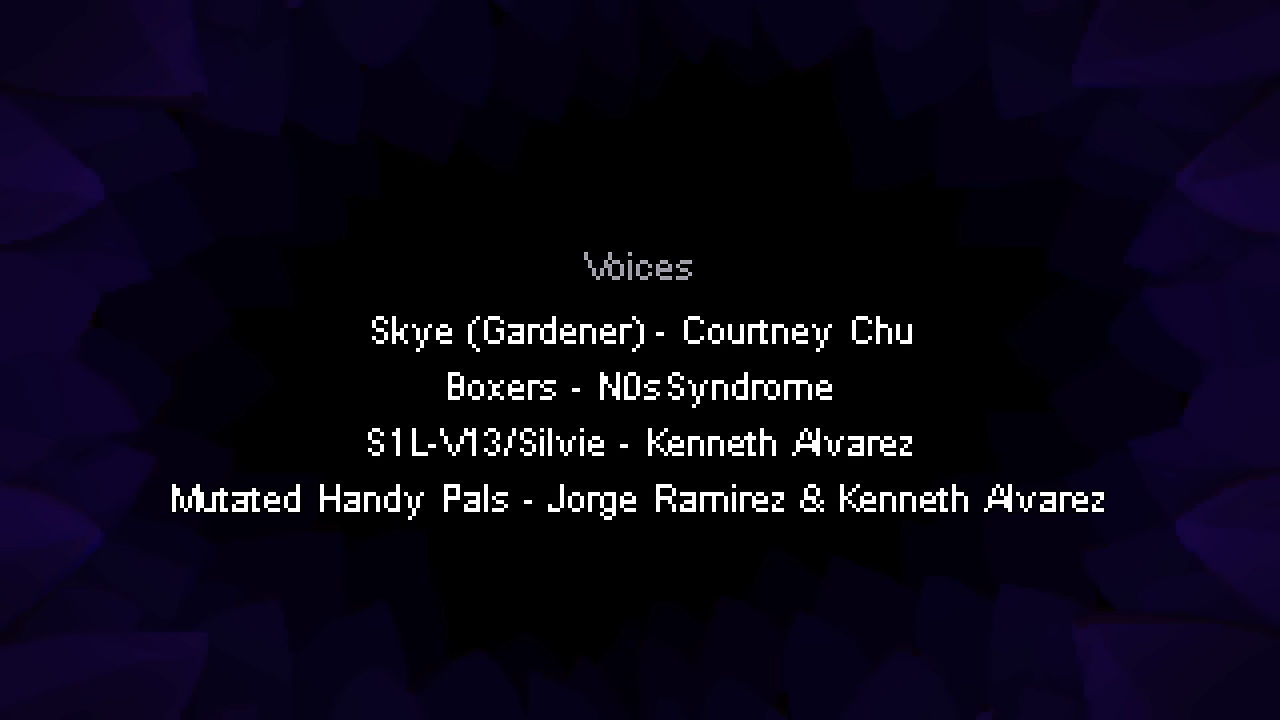 Voices
Skye (Gardener) - Courtney Chu
Boxers - N0sSyndrome
S1L-V13/Silvie - Kenneth Alvarez
Mutated Handy Pals - Jorge Ramirez & Kenneth Alvarez